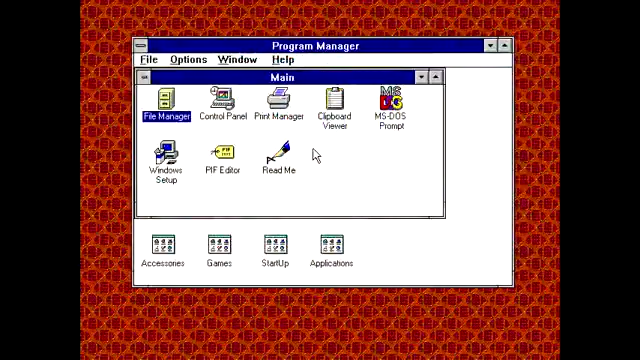 Program Manager
File Options Window Help
Main
File Manager Control Panel Print Manager Clipboard Viewer MS-DOS Prompt
Windows Setup PIF Editor Read Me
Accessories Games StartUp Applications